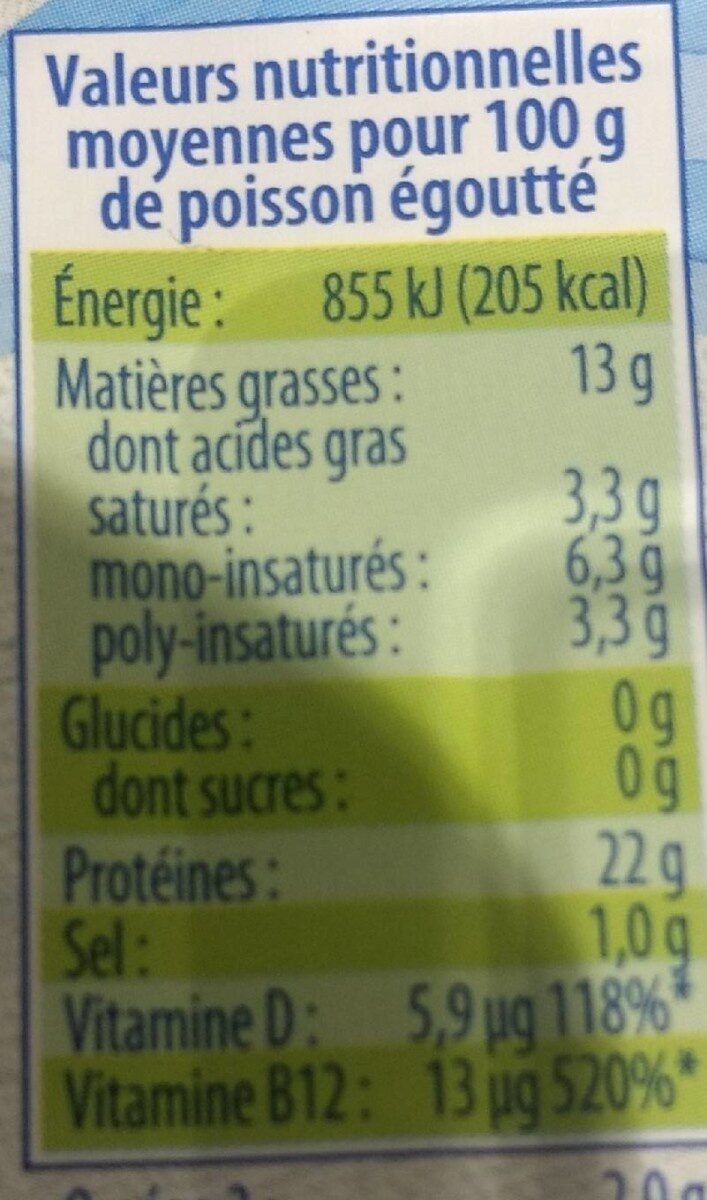 Valeurs nutritionnelles
moyennes pour 100 g
de poisson égoutté
Énergie : 855 kJ (205 kcal)
Matières grasses : 13 g
dont acides gras
saturés : 3,3 g
mono-insaturés : 6,3 g
poly-insaturés : 3,3 g
Glucides : 0 g
dont sucres : 0 g
Protéines : 22 g
Sel : 1,0 g
Vitamine D : 5,9 µg 118%*
Vitamine B12 : 13 µg 520%*